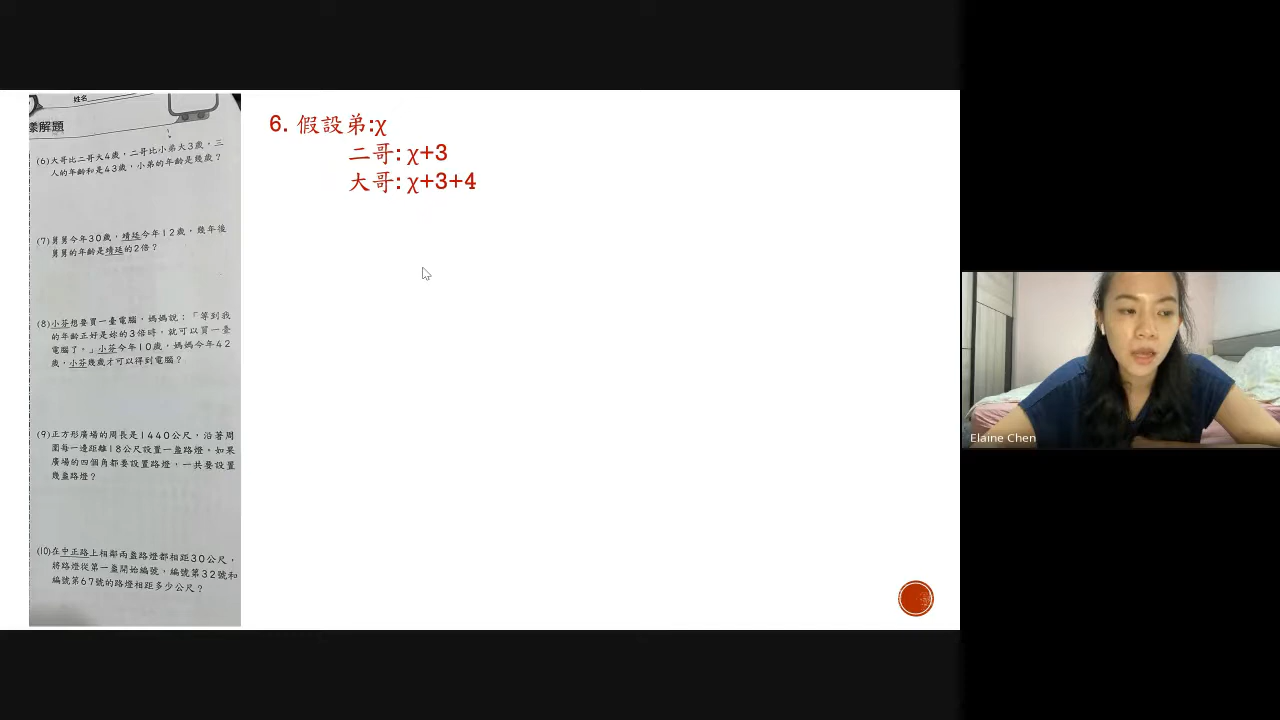 姓名
樣解題
(6)大哥比二哥大4歲，二哥比小弟大3歲，三
人的年齡和是43歲，小弟的年齡是幾歲？
(7)舅舅今年30歲，靖廷今年12歲，幾年後
舅舅的年齡是靖廷的2倍？
(8)小芬想要買一臺電腦，媽媽說：「等到我
的年齡正好是妳的3倍時，就可以買一臺
電腦了。」小芬今年10歲，媽媽今年42
歲，小芬幾歲才可以得到電腦？
(9)正方形廣場的周長是1440公尺，沿著周
圍每一邊距離18公尺設置一盞路燈。如果
廣場的四個角都要設置路燈，一共要設置
幾盞路燈？
(10)在中正路上相鄰兩盞路燈都相距30公尺，
將路燈從第一盞開始編號，編號第32號和
編號第67號的路燈相距多少公尺？
6. 假設弟:χ
二哥: χ+3
大哥: χ+3+4
Elaine Chen